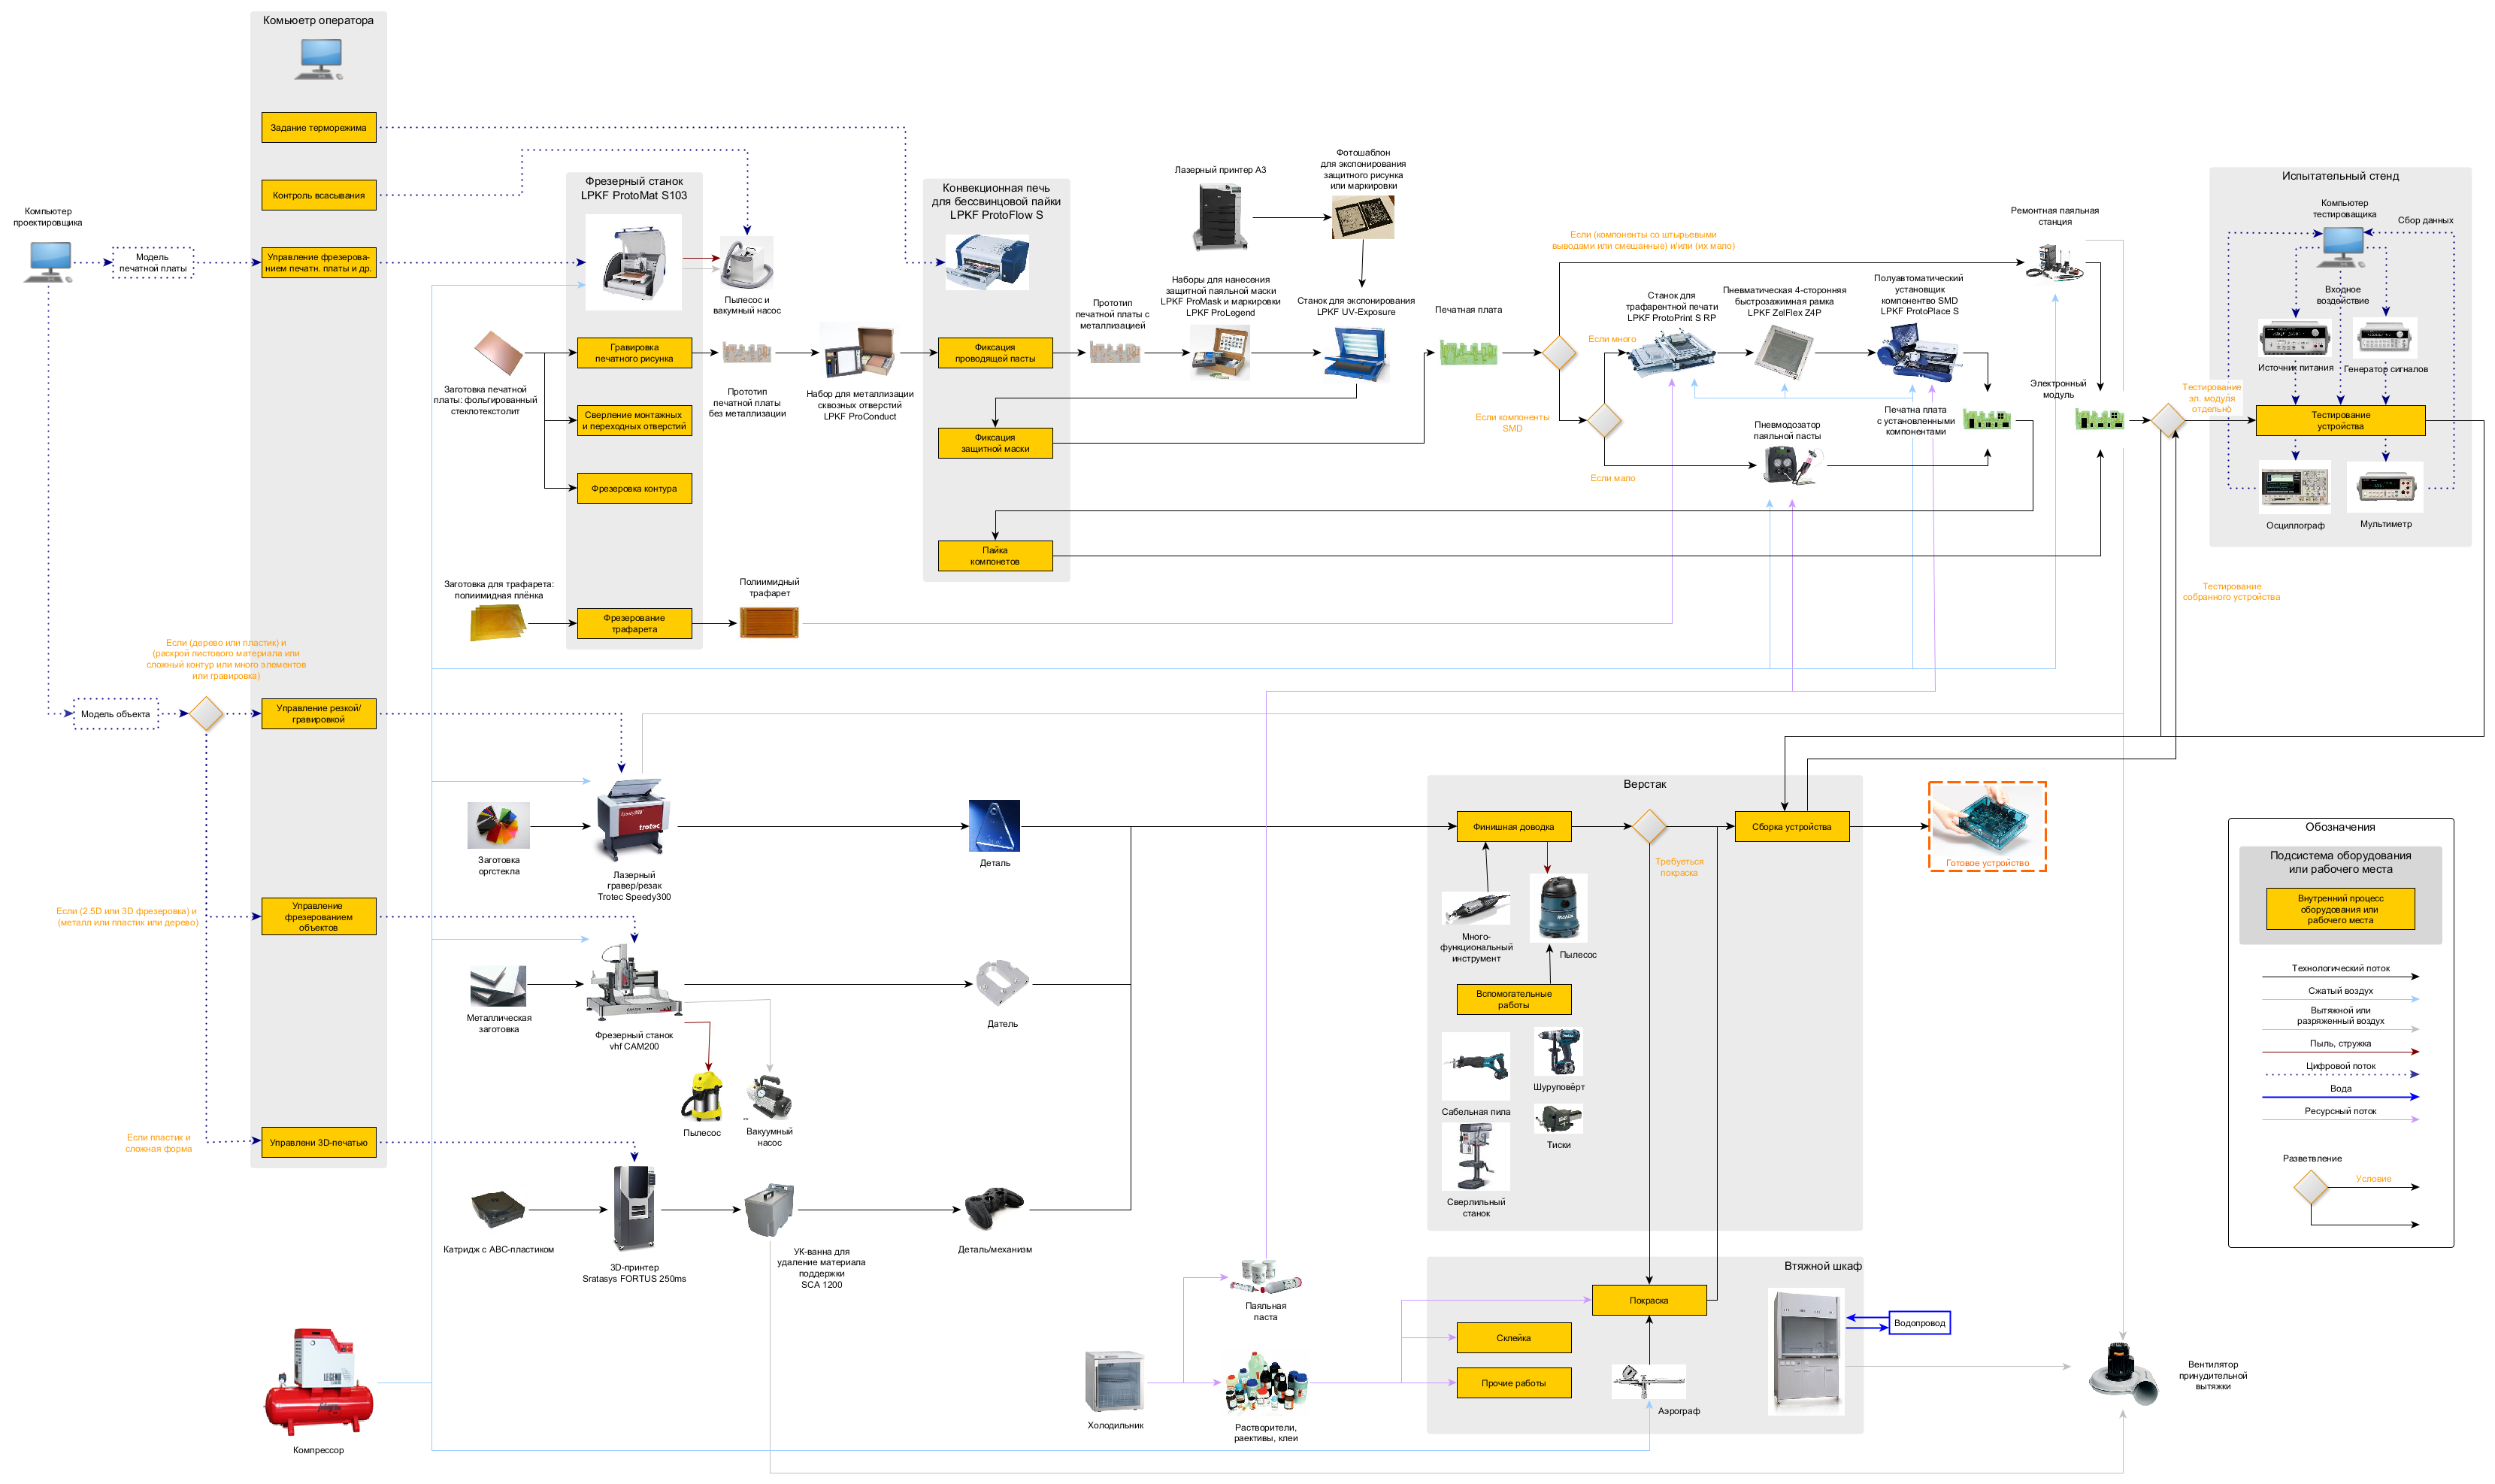 Комьюетр оператора
Задание терморежима
Контроль всасывания
Управление фрезерова-
нием печатн. платы и др.
Компьютер
проектировщика
Модель
печатной платы
Фрезерный станок
LPKF ProtoMat S103
Пылесос и
вакумный насос
Заготовка печатной
платы: фольгированный
стеклотекстолит
Гравировка
печатного рисунка
Сверление монтажных
и переходных отверстий
Фрезеровка контура
Прототип
печатной платы
без металлизации
Набор для металлизации
сквозных отверстий
LPKF ProConduct
Заготовка для трафарета:
полиимидная плёнка
Фрезерование
трафарета
Полиимидный
трафарет
Конвекционная печь
для бессвинцовой пайки
LPKF ProtoFlow S
Фиксация
проводящей пасты
Фиксация
защитной маски
Пайка
компонетов
Прототип
печатной платы с
металлизацией
Лазерный принтер А3
Фотошаблон
для экспонирования
защитного рисунка
или маркировки
Наборы для нанесения
защитной паяльной маски
LPKF ProMask и маркировки
LPKF ProLegend
Станок для экспонирования
LPKF UV-Exposure
Печатная плата
Если (компоненты со штырьевыми
выводами или смешанные) и/или (их мало)
Если много
Если компоненты
SMD
Если мало
Станок для
трафарентной печати
LPKF ProtoPrint S RP
Пневматическая 4-сторонняя
быстрозажимная рамка
LPKF ZelFlex Z4P
Полуавтоматический
установщик
компоненто SMD
LPKF ProtoPlace S
Пневмодозатор
паяльной пасты
Печатна плата
с установленными
компонентами
Ремонтная паяльная
станция
Электронный
модуль
Тестирование
эл. модуля
отдельно
Испытательный стенд
Компьютер
тестироващика
Сбор данных
Входное
воздействие
Источник питания
Генератор сигналов
Тестирование
устройства
Осциллограф
Мультиметр
Тестирование
собранного устройства
Если (дерево или пластик) и
(раскрой листового материала или
сложный контур или много элементов
или гравировка)
Модель объекта
Управление резкой/
гравировкой
Если (2.5D или 3D фрезеровка) и
(металл или пластик или дерево)
Управление
фрезерованием
объектов
Если пластик и
сложная форма
Управлени 3D-печатью
Заготовка
оргстекла
trotec
Лазерный
гравер/резак
Trotec Speedy300
Деталь
Металлическая
заготовка
Фрезерный станок
vhf CAM200
Датель
Пылесос
Вакуумный
насос
Катридж с АВС-пластиком
3D-принтер
Sratasys FORTUS 250ms
УК-ванна для
удаление материала
поддержки
SCA 1200
Деталь/механизм
LEGEND
Компрессор
Верстак
Финишная доводка
Требуеться
покраска
Сборка устройства
Готовое устройство
Много-
функциональный
инструмент
Пылесос
Вспомогательные
работы
Сабельная пила
Шуруповёрт
Тиски
Сверлильный
станок
Втяжной шкаф
Покраска
Склейка
Прочие работы
Аэрограф
Водопровод
Паяльная
паста
Холодильник
Растворители,
раективы, клеи
Вентилятор
принудительной
вытяжки
Обозначения
Подсистема оборудования
или рабочего места
Внутренний процесс
оборудования или
рабочего места
Технологический поток
Сжатый воздух
Вытяжной или
разряженный воздух
Пыль, стружка
Цифровой поток
Вода
Ресурсный поток
Разветвление
Условие